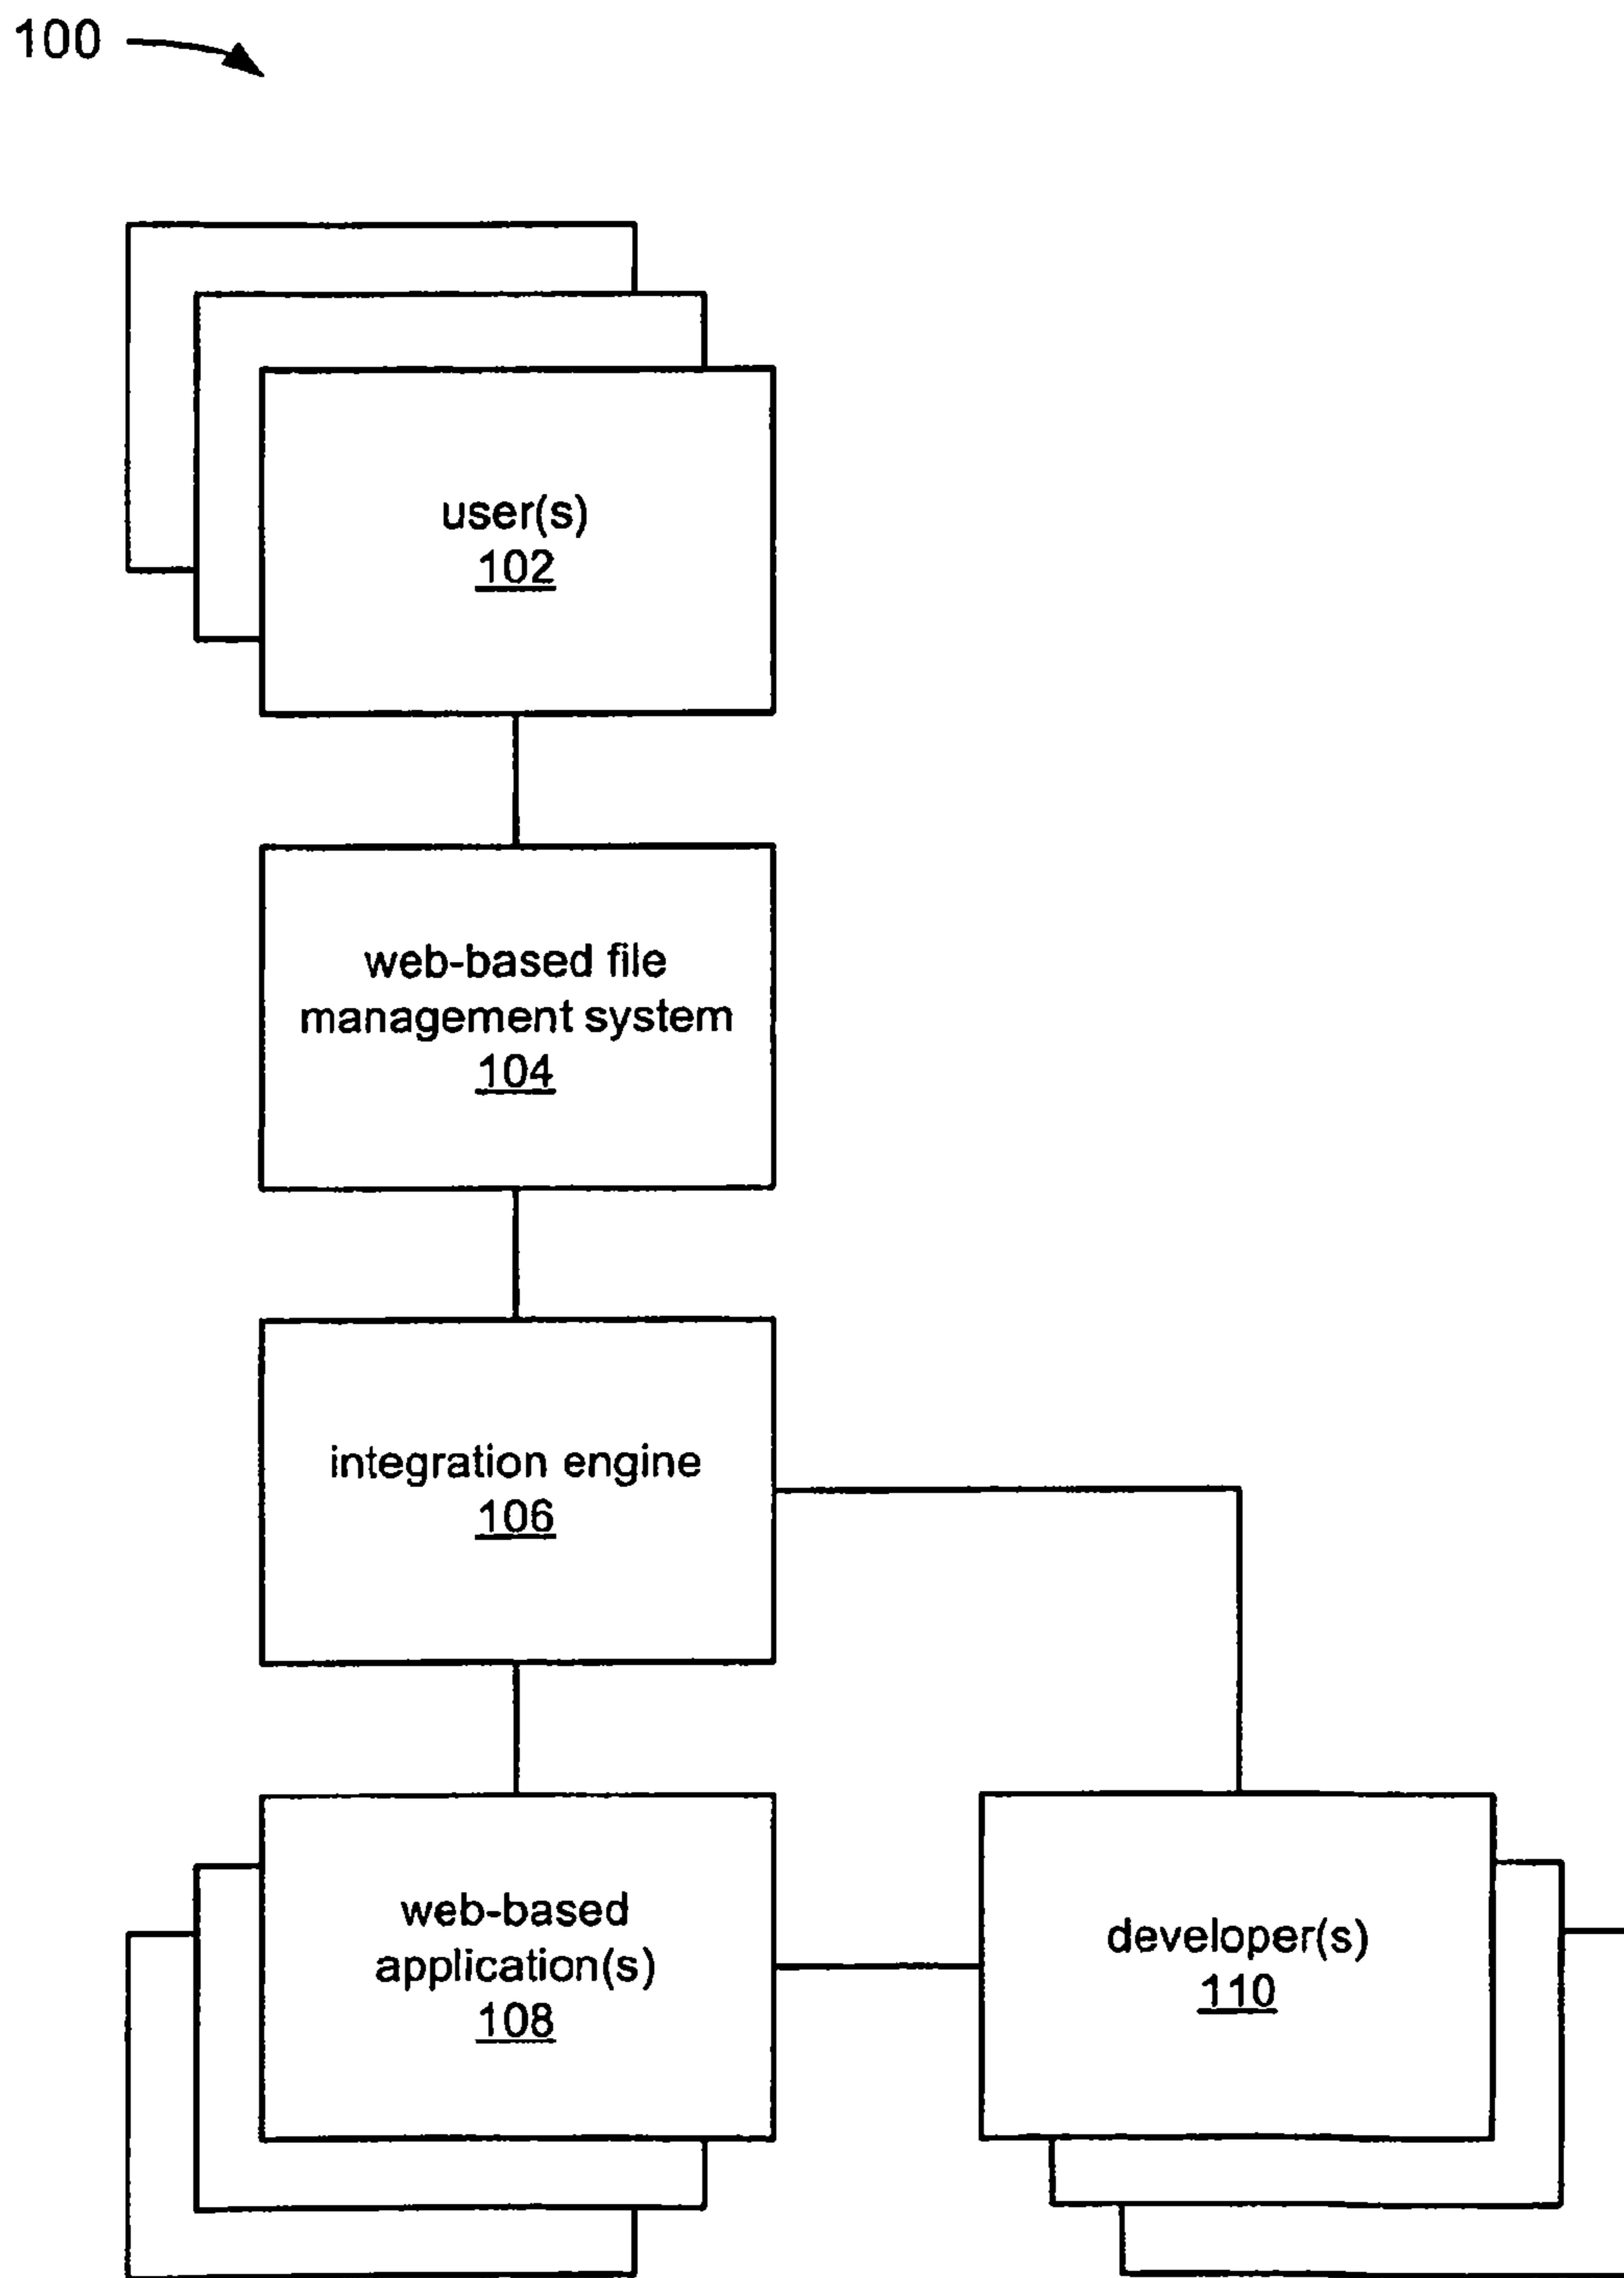 100
user(s)
102
web-based file
management system
104
integration engine
106
web-based
application(s)
108
developer(s)
110